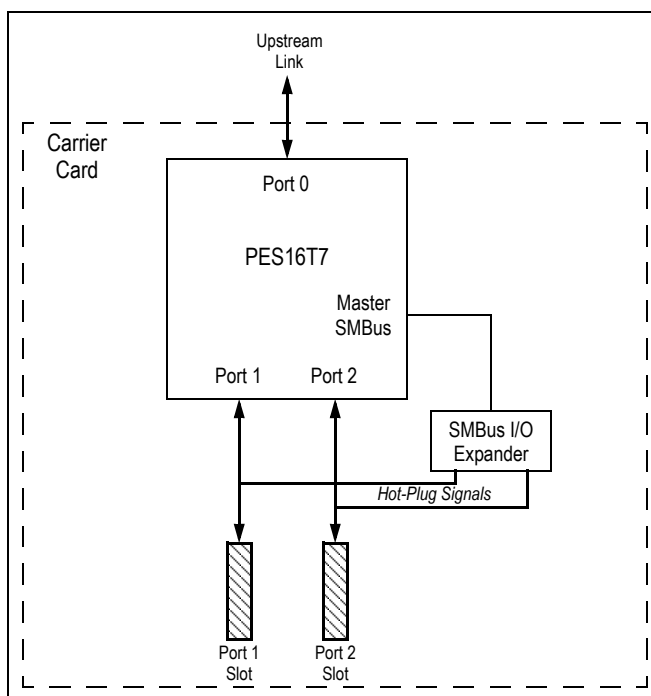 Upstream
Link
Carrier
Card
Port 0
PES16T7
Master
SMBus
Port 1
Port 2
SMBus I/O
Expander
Hot-Plug Signals
Port 1
Slot
Port 2
Slot